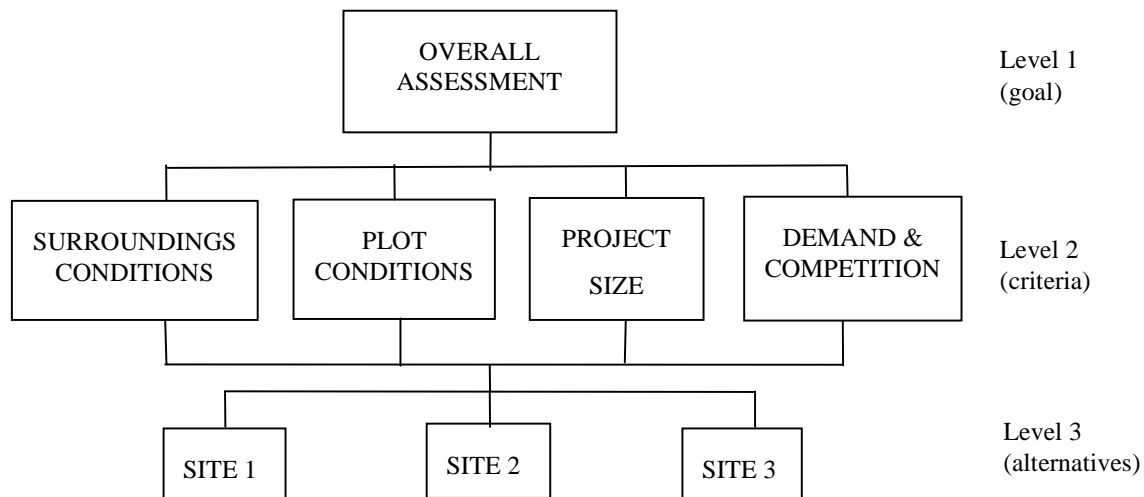 OVERALL
ASSESSMENT
Level 1
(goal)
SURROUNDINGS
CONDITIONS
PLOT
CONDITIONS
PROJECT
SIZE
DEMAND &
COMPETITION
Level 2
(criteria)
SITE 1
SITE 2
SITE 3
Level 3
(alternatives)